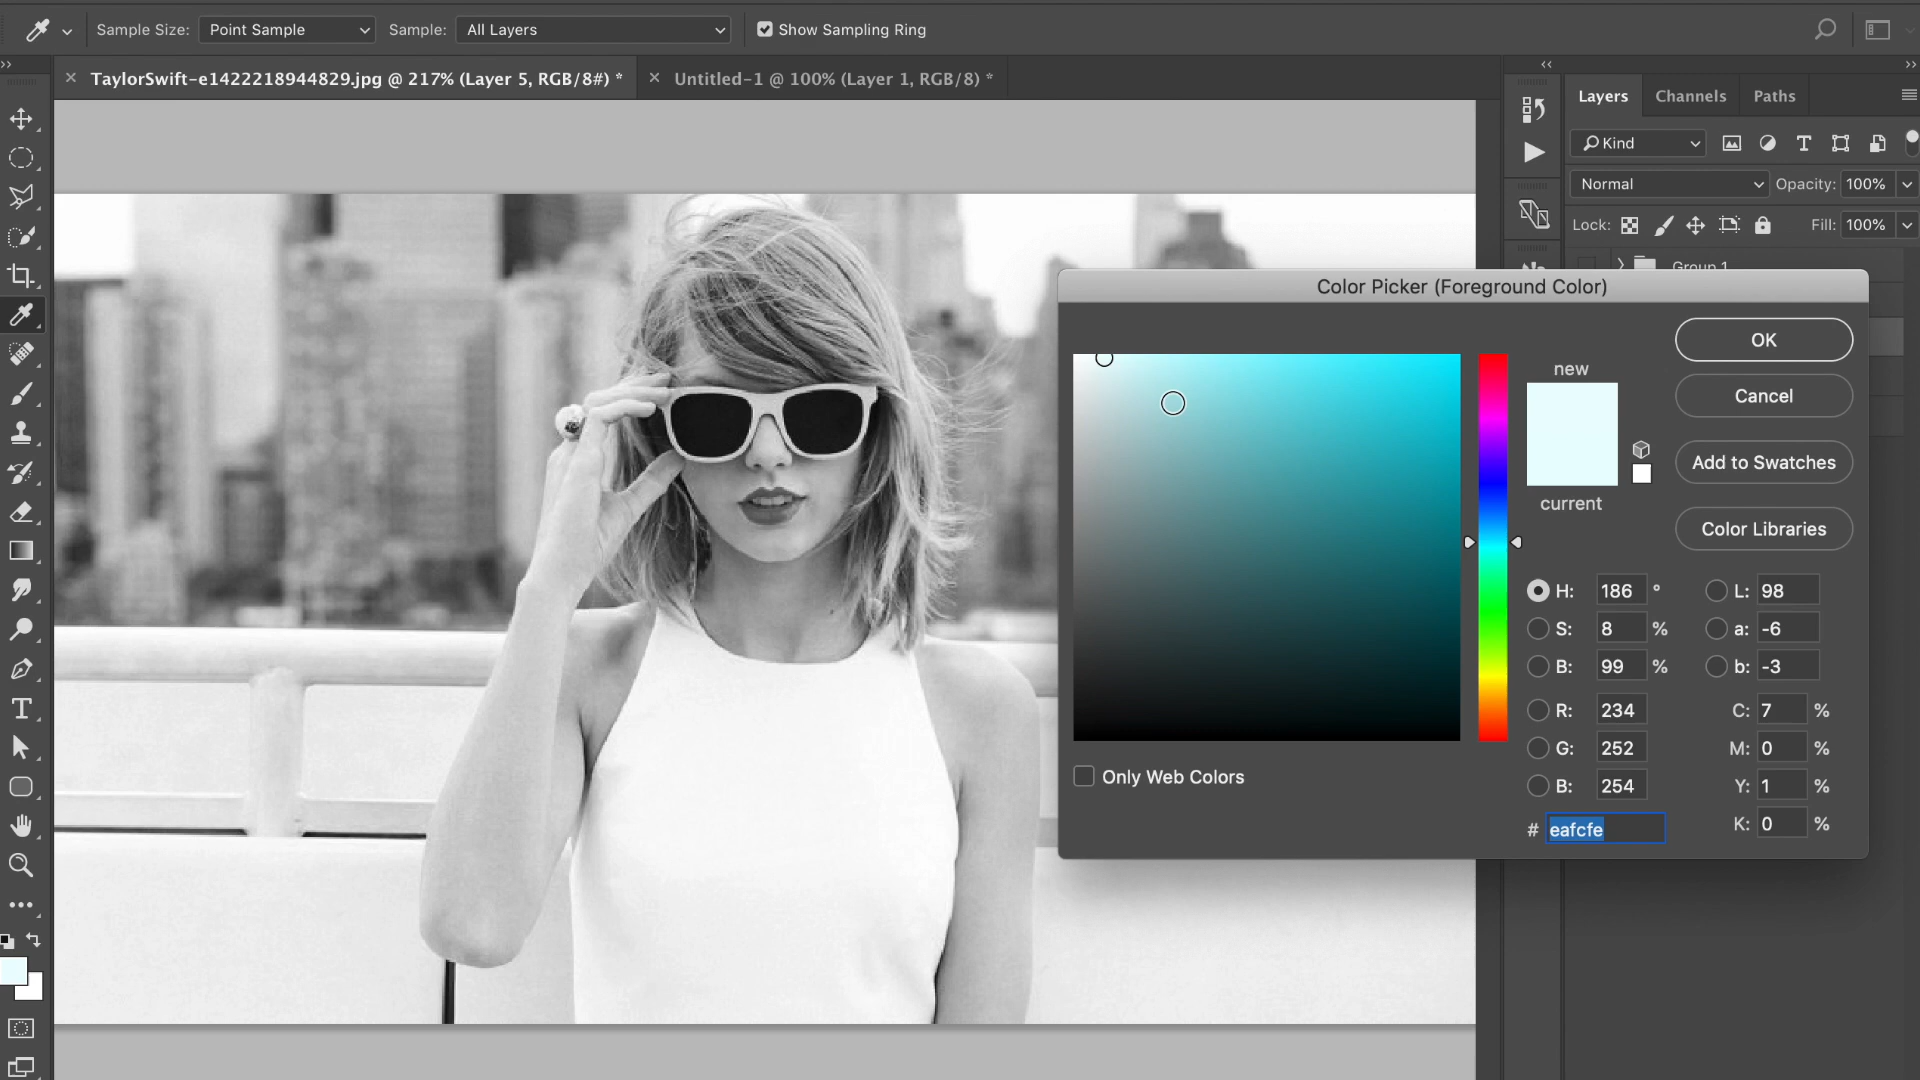 Sample Size: Point Sample Sample: All Layers Show Sampling Ring
TaylorSwift-e1422218944829.jpg @ 217% (Layer 5, RGB/8#) * Untitled-1 @ 100% (Layer 1, RGB/8) *
Layers Channels Paths
Kind
Normal Opacity: 100%
Lock: Fill: 100%
Group 1
Color Picker (Foreground Color)
OK
new
Cancel
Add to Swatches
current
Color Libraries
H: 186 ° L: 98
S: 8 % a: -6
B: 99 % b: -3
R: 234 C: 7 %
G: 252 M: 0 %
B: 254 Y: 1 %
# eafcfe K: 0 %
Only Web Colors